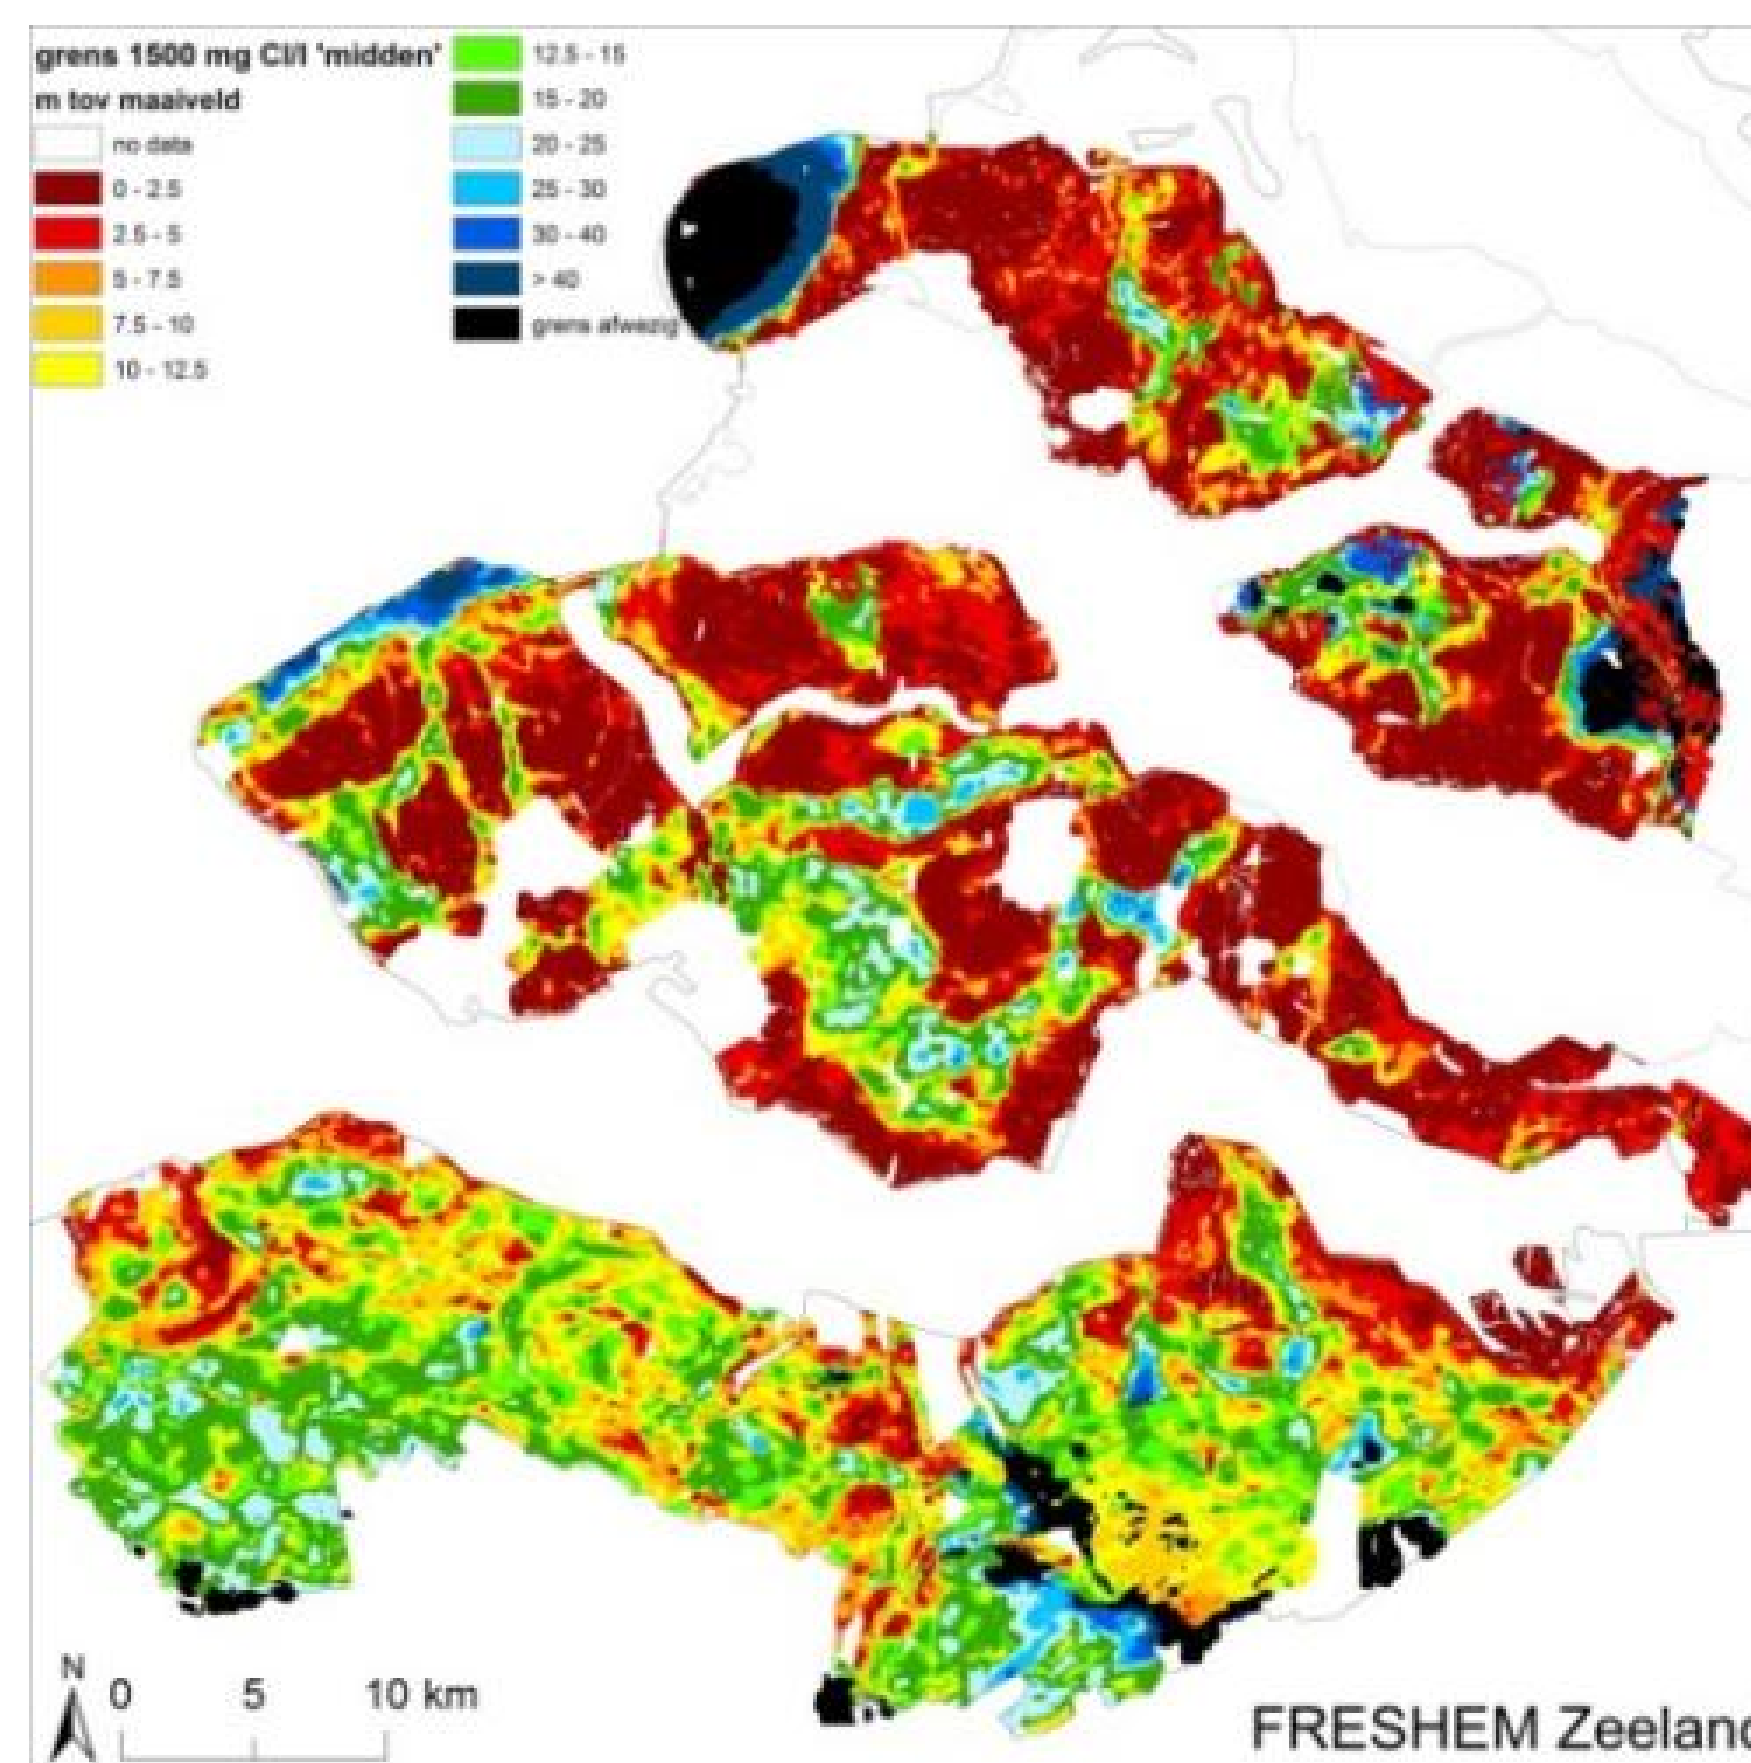 grens 1500 mg Cl/l 'midden'
m tov maaiveld
no data
0 - 2.5
2.5 - 5
5 - 7.5
7.5 - 10
10 - 12.5
12.5 - 15
15 - 20
20 - 25
25 - 30
30 - 40
> 40
grens afwezig
N
0 5 10 km
FRESHEM Zeeland